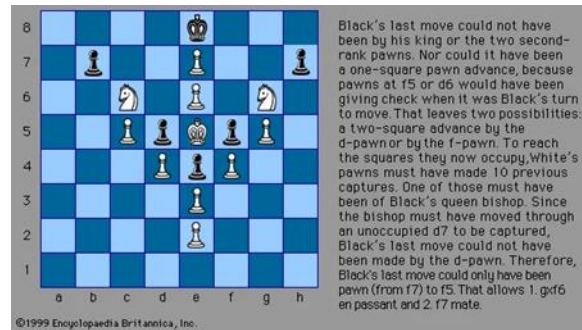 Black's last move could not have
been by his king or the two second-
rank pawns. Nor could it have been
a one-square pawn advance, because
pawns at f5 or d6 would have been
giving check when it was Black's turn
to move. That leaves two possibilities:
a two-square advance by the
d-pawn or by the f-pawn. To reach
the squares they now occupy, White's
pawns must have made 10 previous
captures. One of those must have
been of Black's queen bishop. Since
the bishop must have moved through
an unoccupied d7 to be captured,
Black's last move could not have
been made by the d-pawn. Therefore,
Black's last move could only have been
pawn (from f7) to f5. That allows 1. gxf6
en passant and 2. f7 mate.
8
7
6
5
4
3
2
1
a b c d e f g h
©1999 Encyclopaedia Britannica, Inc.